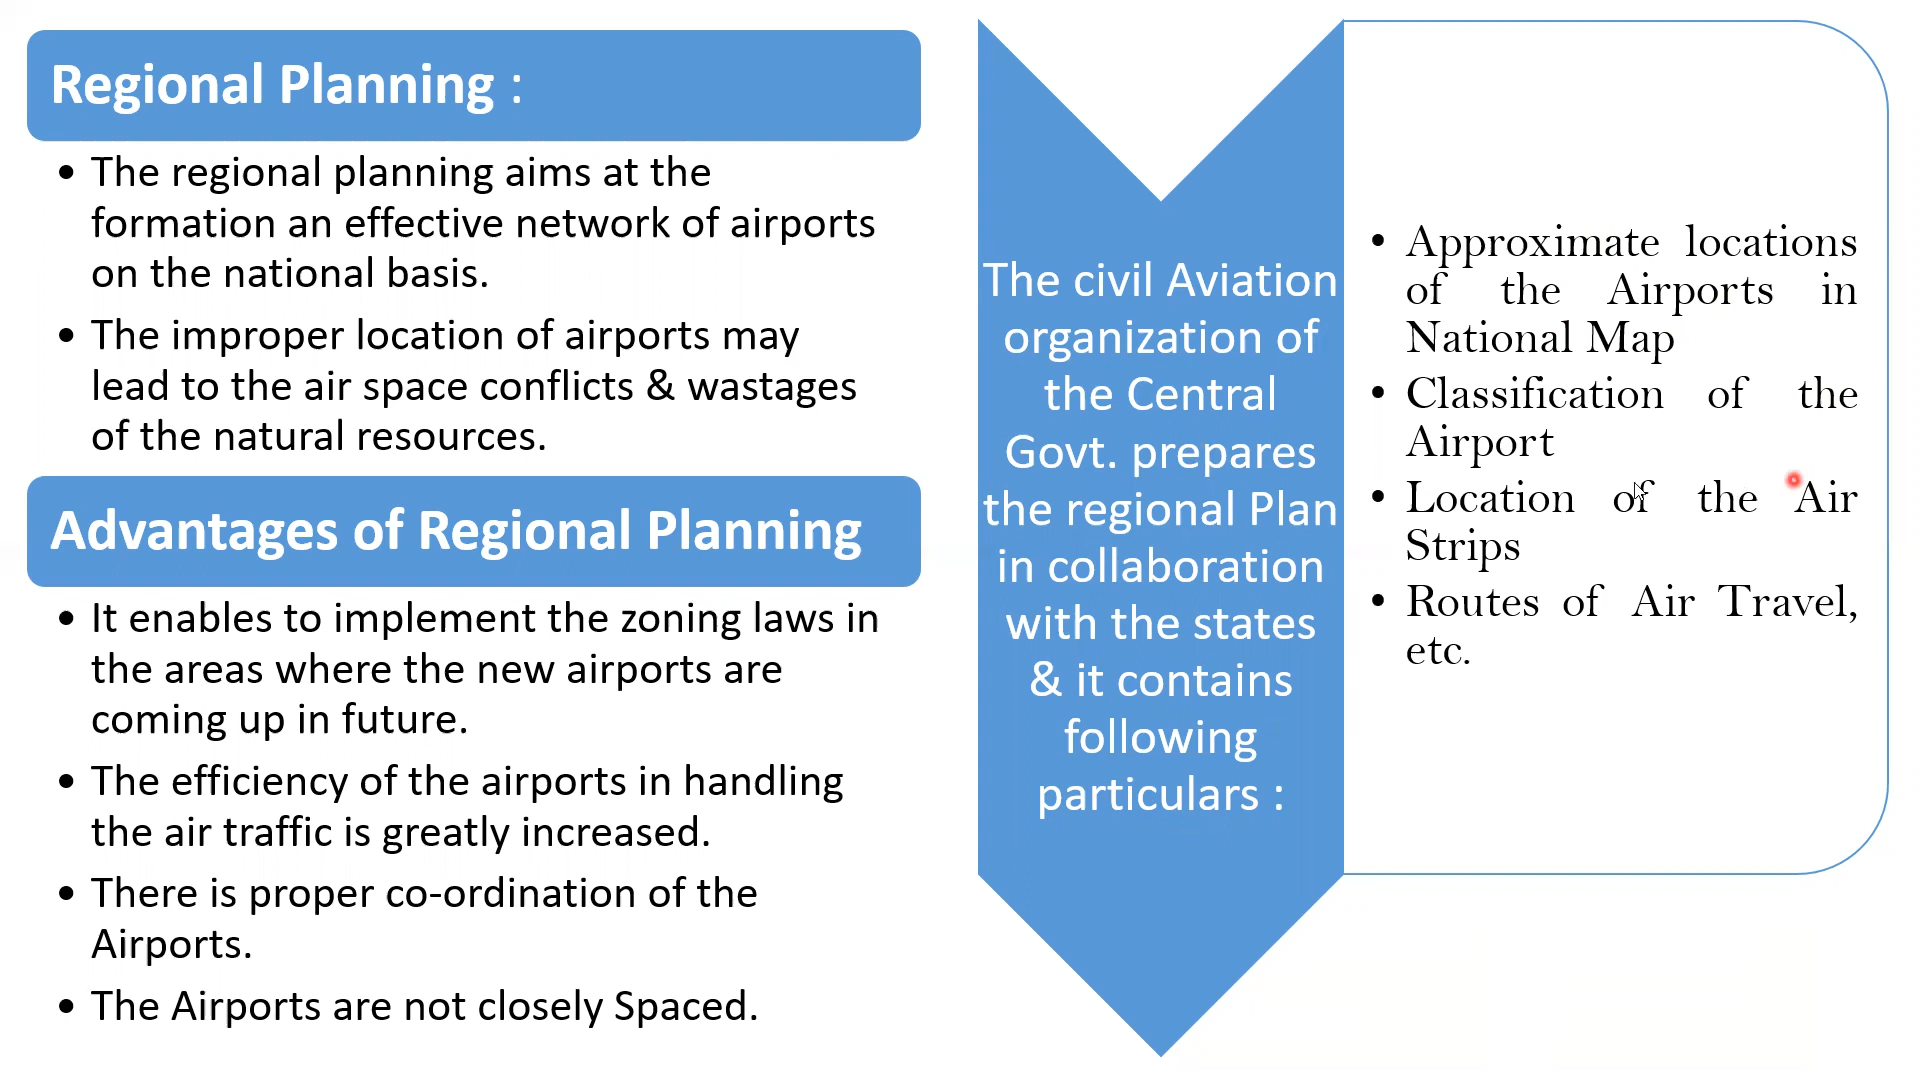 Regional Planning :
• The regional planning aims at the
formation an effective network of airports
on the national basis.
• The improper location of airports may
lead to the air space conflicts & wastages
of the natural resources.
Advantages of Regional Planning
• It enables to implement the zoning laws in
the areas where the new airports are
coming up in future.
• The efficiency of the airports in handling
the air traffic is greatly increased.
• There is proper co-ordination of the
Airports.
• The Airports are not closely Spaced.
The civil Aviation
organization of
the Central
Govt. prepares
the regional Plan
in collaboration
with the states
& it contains
following
particulars :
• Approximate locations
of the Airports in
National Map
• Classification of the
Airport
• Location of the Air
Strips
• Routes of Air Travel,
etc.